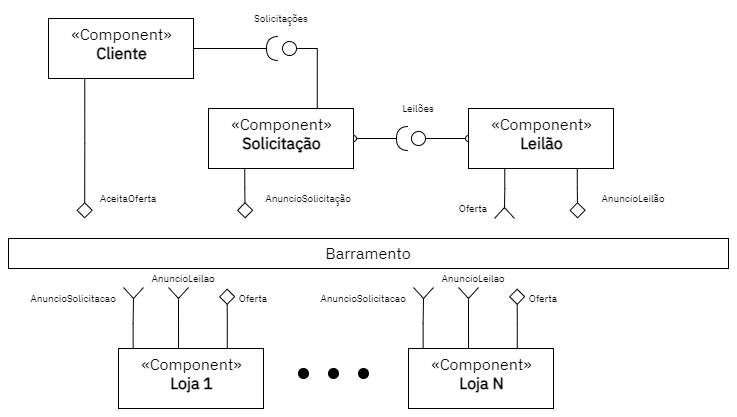 Solicitações
«Component»
Cliente
Leilões
«Component»
Solicitação
«Component»
Leilão
AceitaOferta
AnuncioSolicitação
Oferta
AnuncioLeilão
Barramento
AnuncioSolicitacao
AnuncioLeilao
Oferta
AnuncioSolicitacao
AnuncioLeilao
Oferta
«Component»
Loja 1
«Component»
Loja N